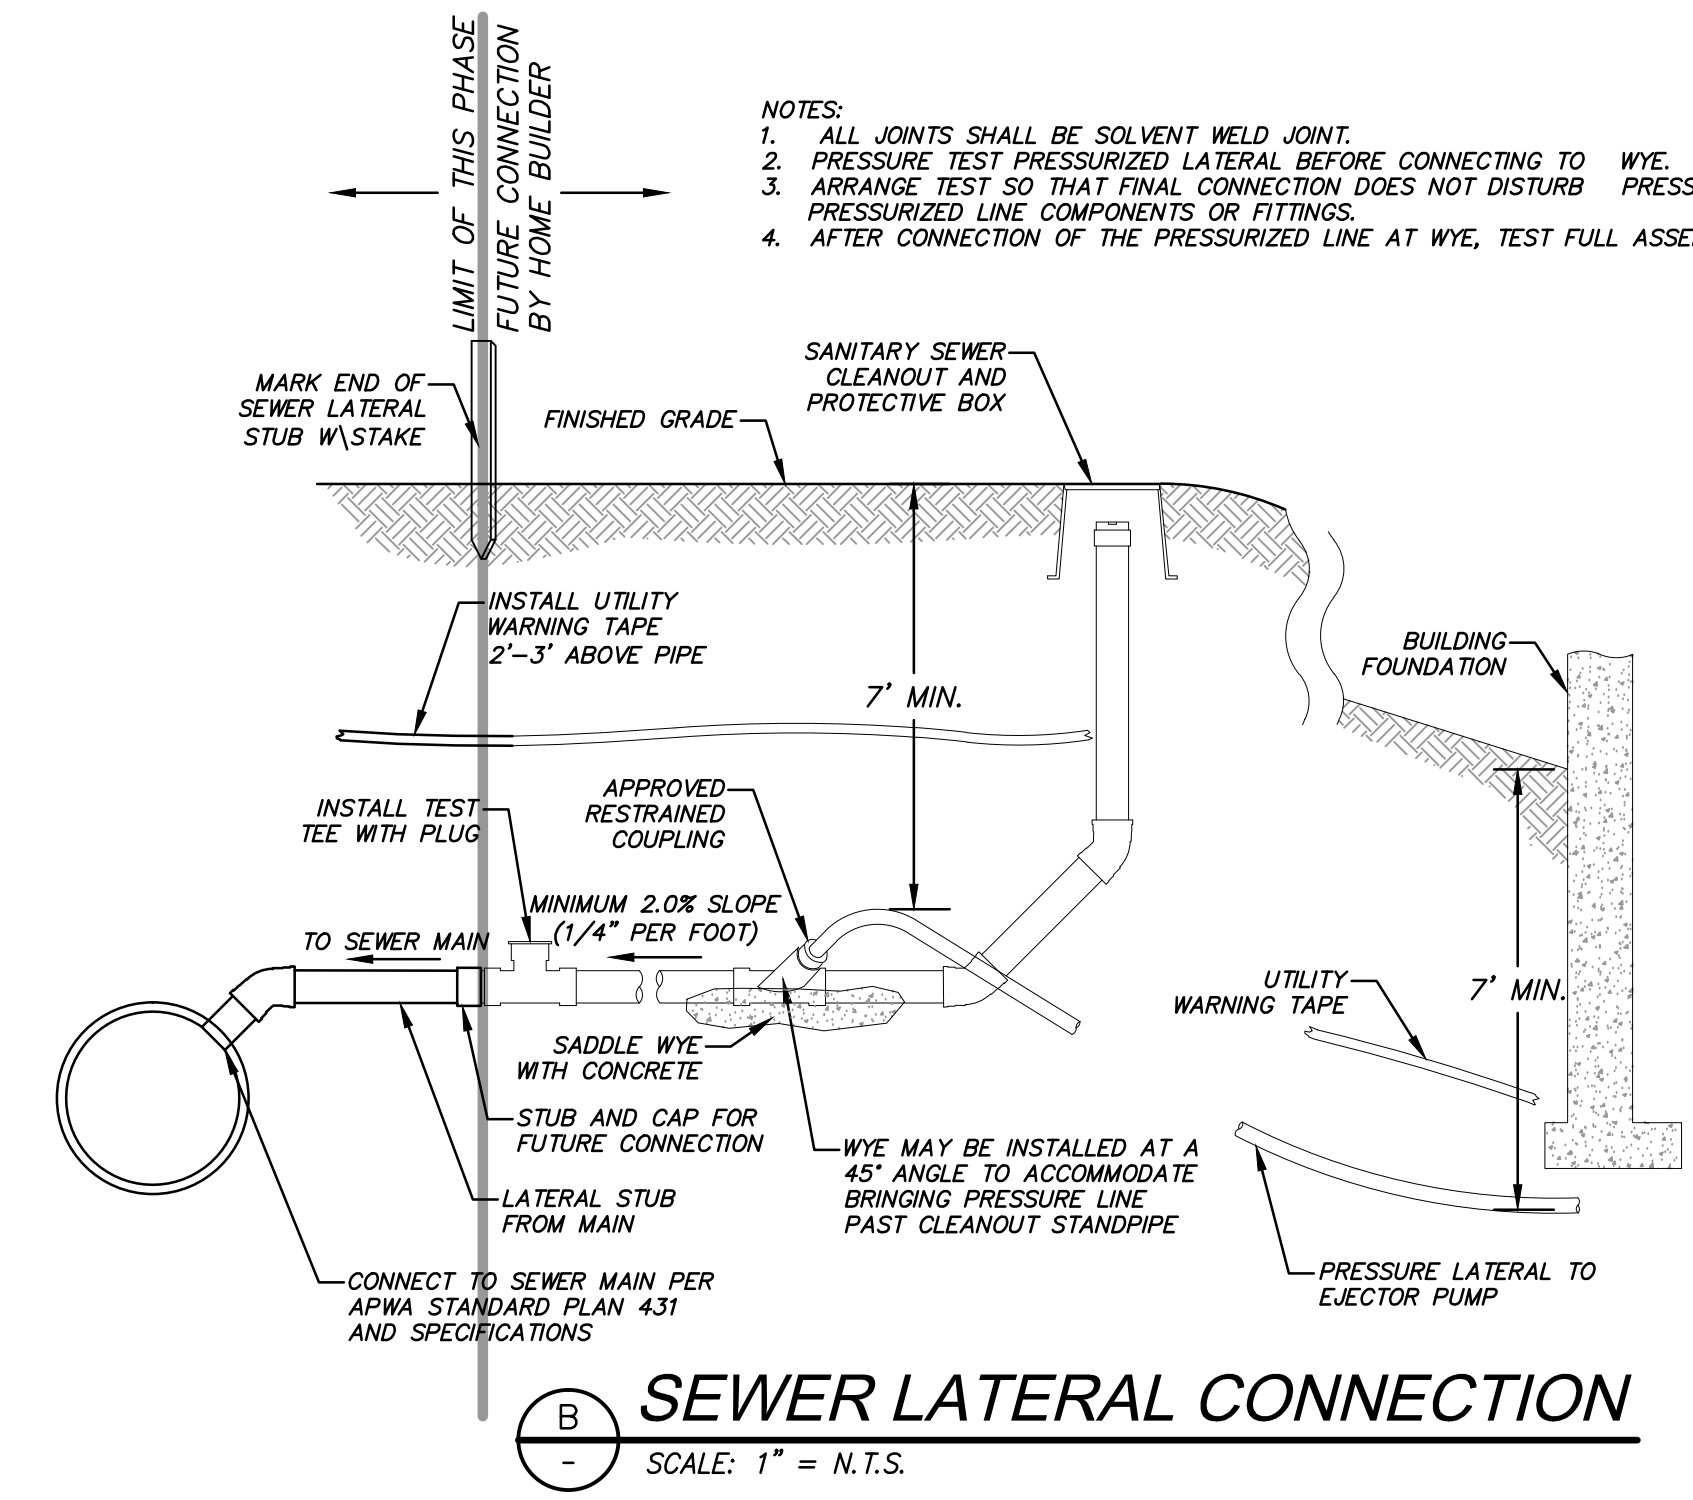 LIMIT OF THIS PHASE
FUTURE CONNECTION
BY HOME BUILDER
NOTES:
1. ALL JOINTS SHALL BE SOLVENT WELD JOINT.
2. PRESSURE TEST PRESSURIZED LATERAL BEFORE CONNECTING TO WYE.
3. ARRANGE TEST SO THAT FINAL CONNECTION DOES NOT DISTURB
PRESSURIZED LINE COMPONENTS OR FITTINGS.
4. AFTER CONNECTION OF THE PRESSURIZED LINE AT WYE, TEST FULL
MARK END OF
SEWER LATERAL
STUB W\STAKE
FINISHED GRADE
SANITARY SEWER
CLEANOUT AND
PROTECTIVE BOX
INSTALL UTILITY
WARNING TAPE
2'-3' ABOVE PIPE
7' MIN.
BUILDING
FOUNDATION
INSTALL TEST
TEE WITH PLUG
APPROVED
RESTRAINED
COUPLING
MINIMUM 2.0% SLOPE
(1/4" PER FOOT)
TO SEWER MAIN
UTILITY
WARNING TAPE
7' MIN.
SADDLE WYE
WITH CONCRETE
STUB AND CAP FOR
FUTURE CONNECTION
WYE MAY BE INSTALLED AT A
45° ANGLE TO ACCOMMODATE
BRINGING PRESSURE LINE
PAST CLEANOUT STANDPIPE
LATERAL STUB
FROM MAIN
CONNECT TO SEWER MAIN PER
APWA STANDARD PLAN 431
AND SPECIFICATIONS
PRESSURE LATERAL TO
EJECTOR PUMP
B
-
SEWER LATERAL CONNECTION
SCALE: 1" = N.T.S.